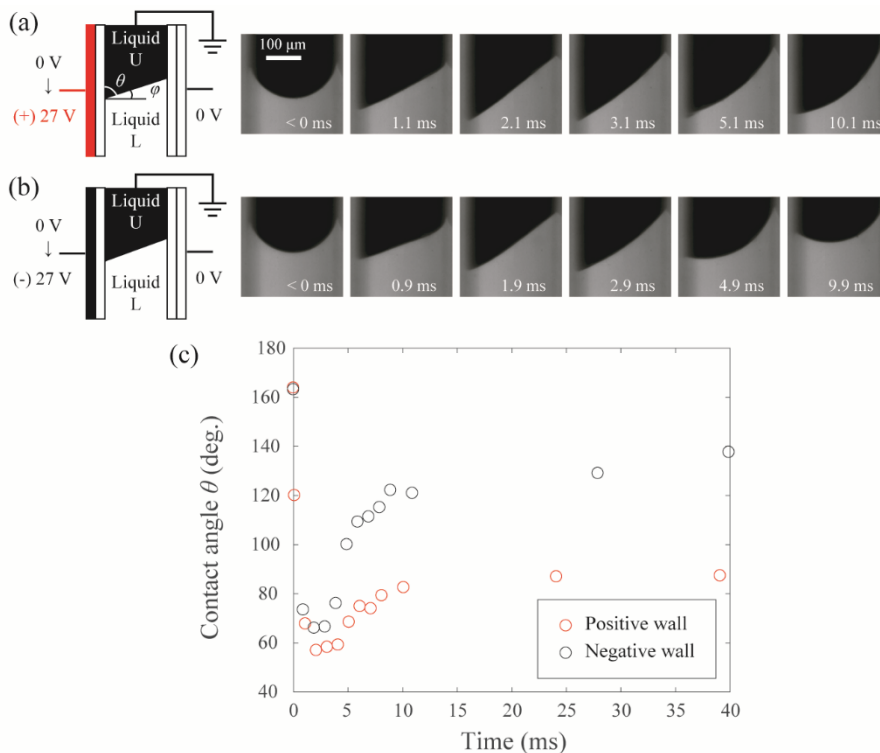 (a)
Liquid
U
0 V
↓
(+) 27 V
θ
φ
Liquid
L
0 V
100 µm
< 0 ms
1.1 ms
2.1 ms
3.1 ms
5.1 ms
10.1 ms
(b)
Liquid
U
0 V
↓
(-) 27 V
Liquid
L
0 V
<0 ms
0.9 ms
1.9 ms
2.9 ms
4.9 ms
9.9 ms
(c)
180
160
140
120
100
80
60
40
Contact angle θ (deg.)
Positive wall
Negative wall
0
5
10
20
30
40
Time (ms)